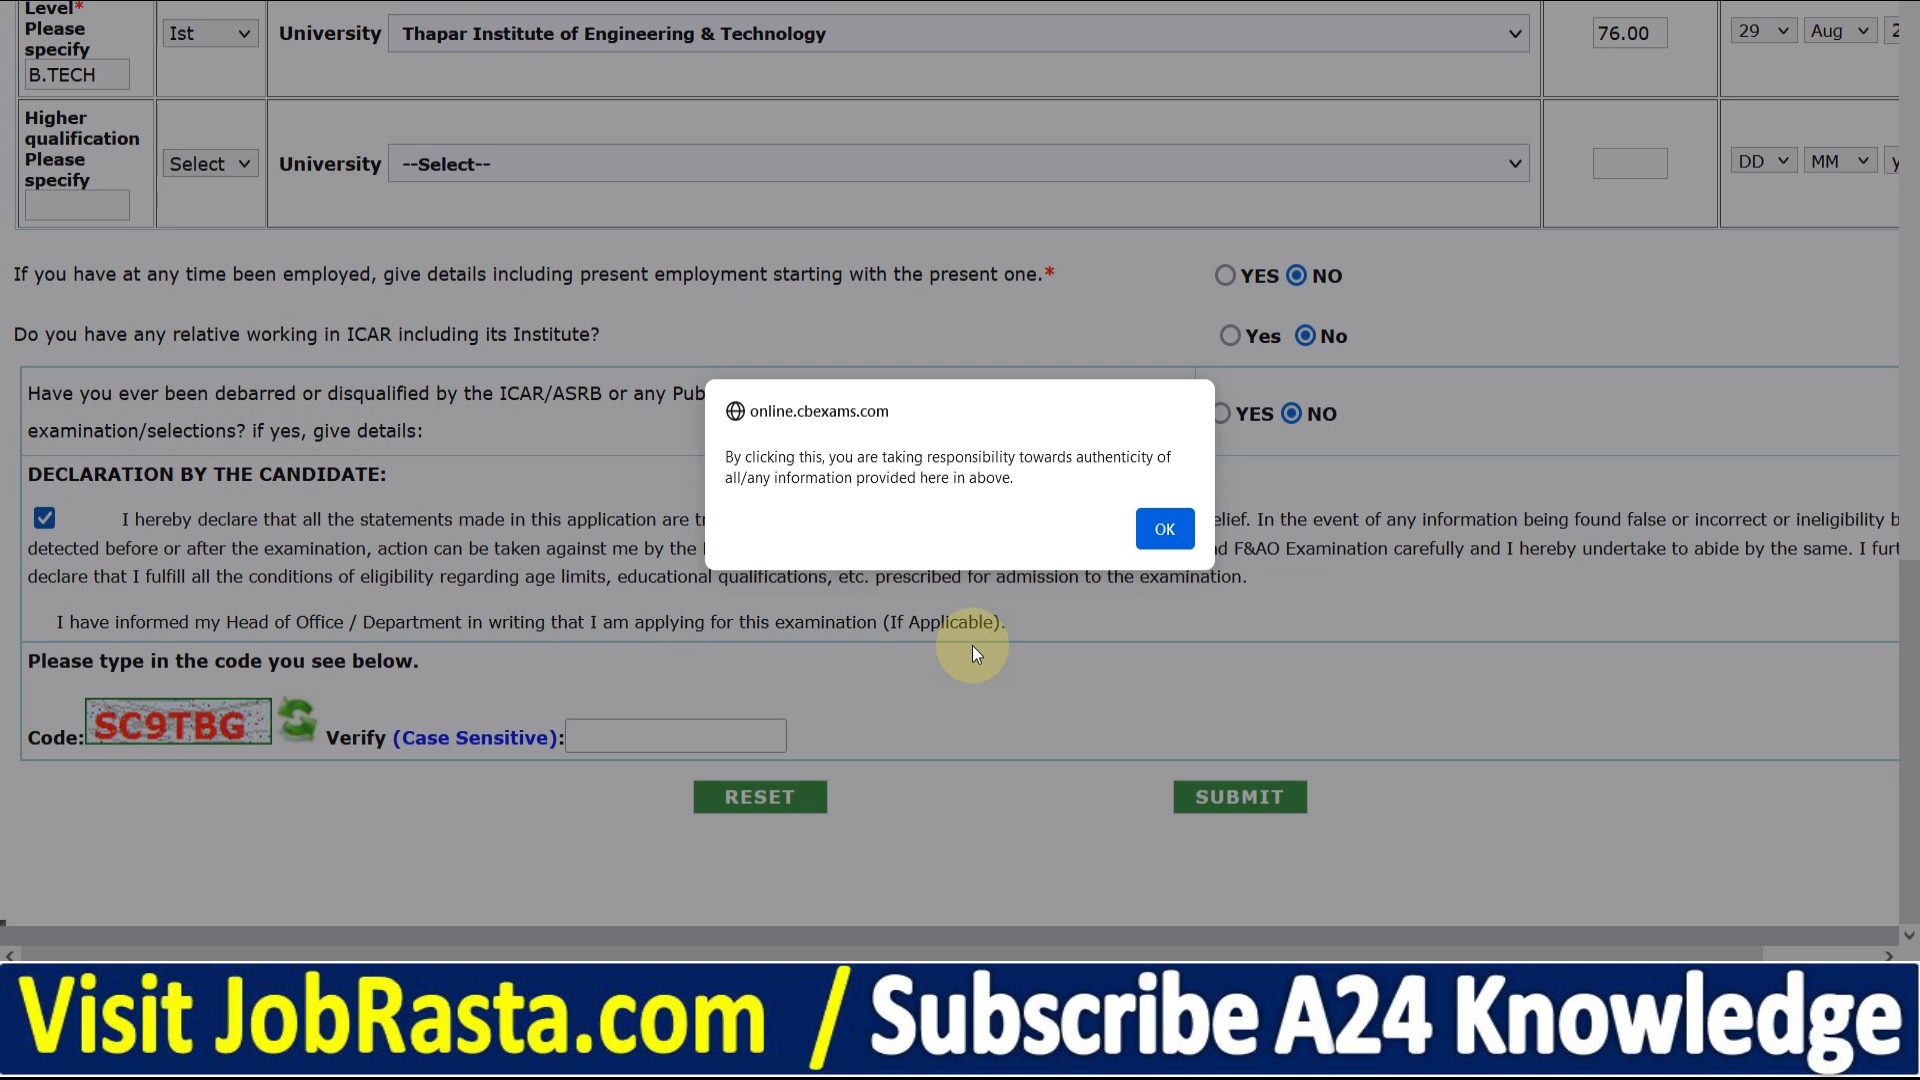 Level*
Please
specify
B.TECH
Ist
University
Thapar Institute of Engineering & Technology
76.00
29
Aug
Higher
qualification
Please
specify
Select
University
--Select--
DD
MM
If you have at any time been employed, give details including present employment starting with the present one.*
YES NO
Do you have any relative working in ICAR including its Institute?
Yes No
Have you ever been debarred or disqualified by the ICAR/ASRB or any
examination/selections? if yes, give details:
YES NO
online.cbexams.com
By clicking this, you are taking responsibility towards authenticity of
all/any information provided here in above.
OK
DECLARATION BY THE CANDIDATE:
I hereby declare that all the statements made in this application are
In the event of any information being found false or incorrect or ineligibility
detected before or after the examination, action can be taken against me by the
F&AO Examination carefully and I hereby undertake to abide by the same. I
declare that I fulfill all the conditions of eligibility regarding age limits, educational qualifications, etc. prescribed for admission to the examination.
I have informed my Head of Office / Department in writing that I am applying for this examination (If Applicable).
Please type in the code you see below.
Code: SC9TBG Verify (Case Sensitive):
RESET
SUBMIT
Visit JobRasta.com / Subscribe A24 Knowledge